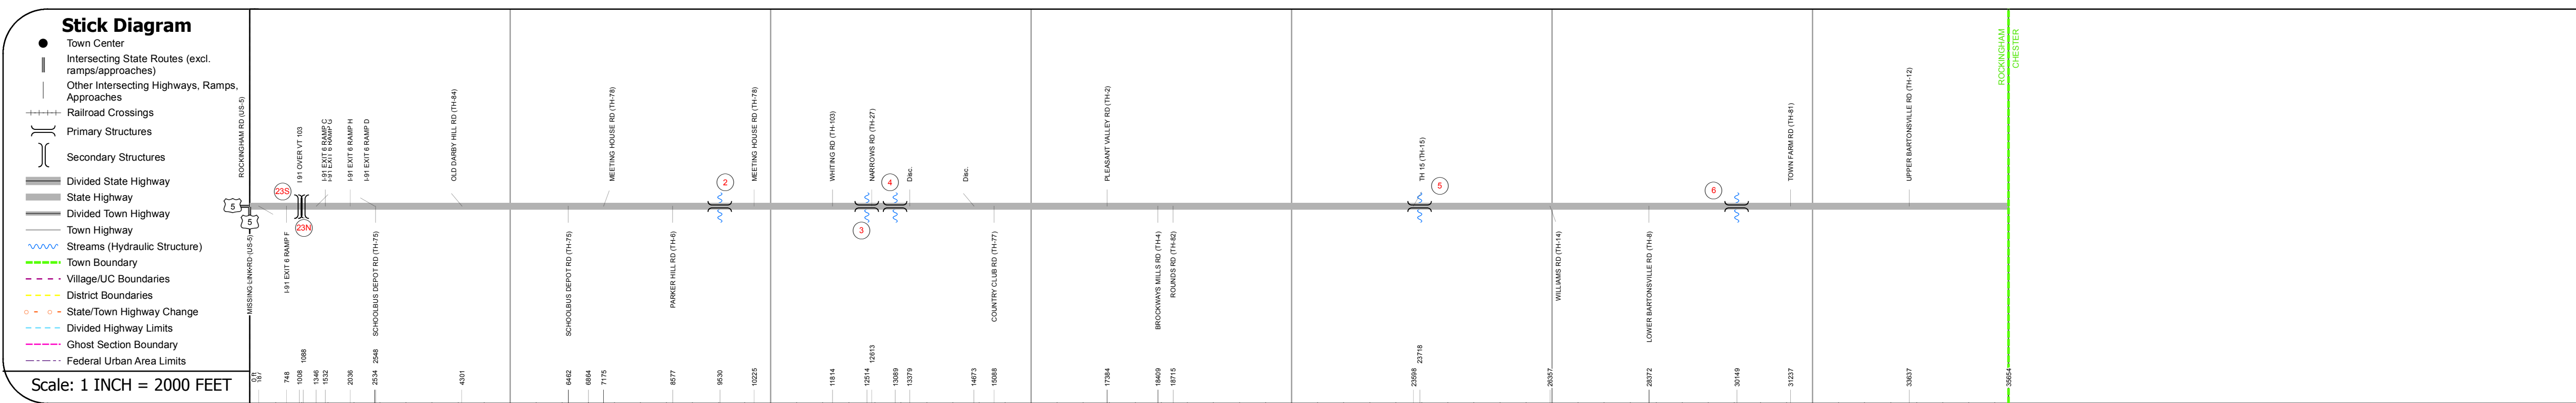 Stick Diagram
Town Center
Intersecting State Routes (excl.
ramps/approaches)
Other Intersecting Highways, Ramps,
Approaches
Railroad Crossings
Primary Structures
Secondary Structures
Divided State Highway
State Highway
Divided Town Highway
Town Highway
Streams (Hydraulic Structure)
Town Boundary
Village/UC Boundaries
District Boundaries
State/Town Highway Change
Divided Highway Limits
Ghost Section Boundary
Federal Urban Area Limits
Scale: 1 INCH = 2000 FEET
ROCKINGHAM RD (US-5)
I 91 OVER VT 103
I-91 EXIT 6 RAMP C
I-91 EXIT 6 RAMP G
I-91 EXIT 6 RAMP H
I-91 EXIT 6 RAMP D
OLD DARBY HILL RD (TH-84)
MEETING HOUSE RD (TH-78)
MEETING HOUSE RD (TH-78)
WHITING RD (TH-103)
NARROWS RD (TH-27)
Disc.
Disc.
PLEASANT VALLEY RD (TH-2)
TH 15 (TH-15)
TOWN FARM RD (TH-81)
UPPER BARTONSVILLE RD (TH-12)
ROCKINGHAM
CHESTER
5
5
23S
23N
2
3
4
5
6
MISSING LINK RD (US-5)
I-91 EXIT 6 RAMP F
SCHOOLBUS DEPOT RD (TH-75)
SCHOOLBUS DEPOT RD (TH-75)
PARKER HILL RD (TH-6)
COUNTRY CLUB RD (TH-77)
BROCKWAYS MILLS RD (TH-4)
ROUNDS RD (TH-82)
WILLIAMS RD (TH-14)
LOWER BARTONSVILLE RD (TH-8)
0 ft
187
748
1008
1088
1346
1532
2036
2534
2548
4301
6462
6864
7175
8577
9530
10225
11814
12514
12613
13089
13379
14673
15088
17384
18409
18715
23598
23718
26357
28372
30149
31237
33637
35654